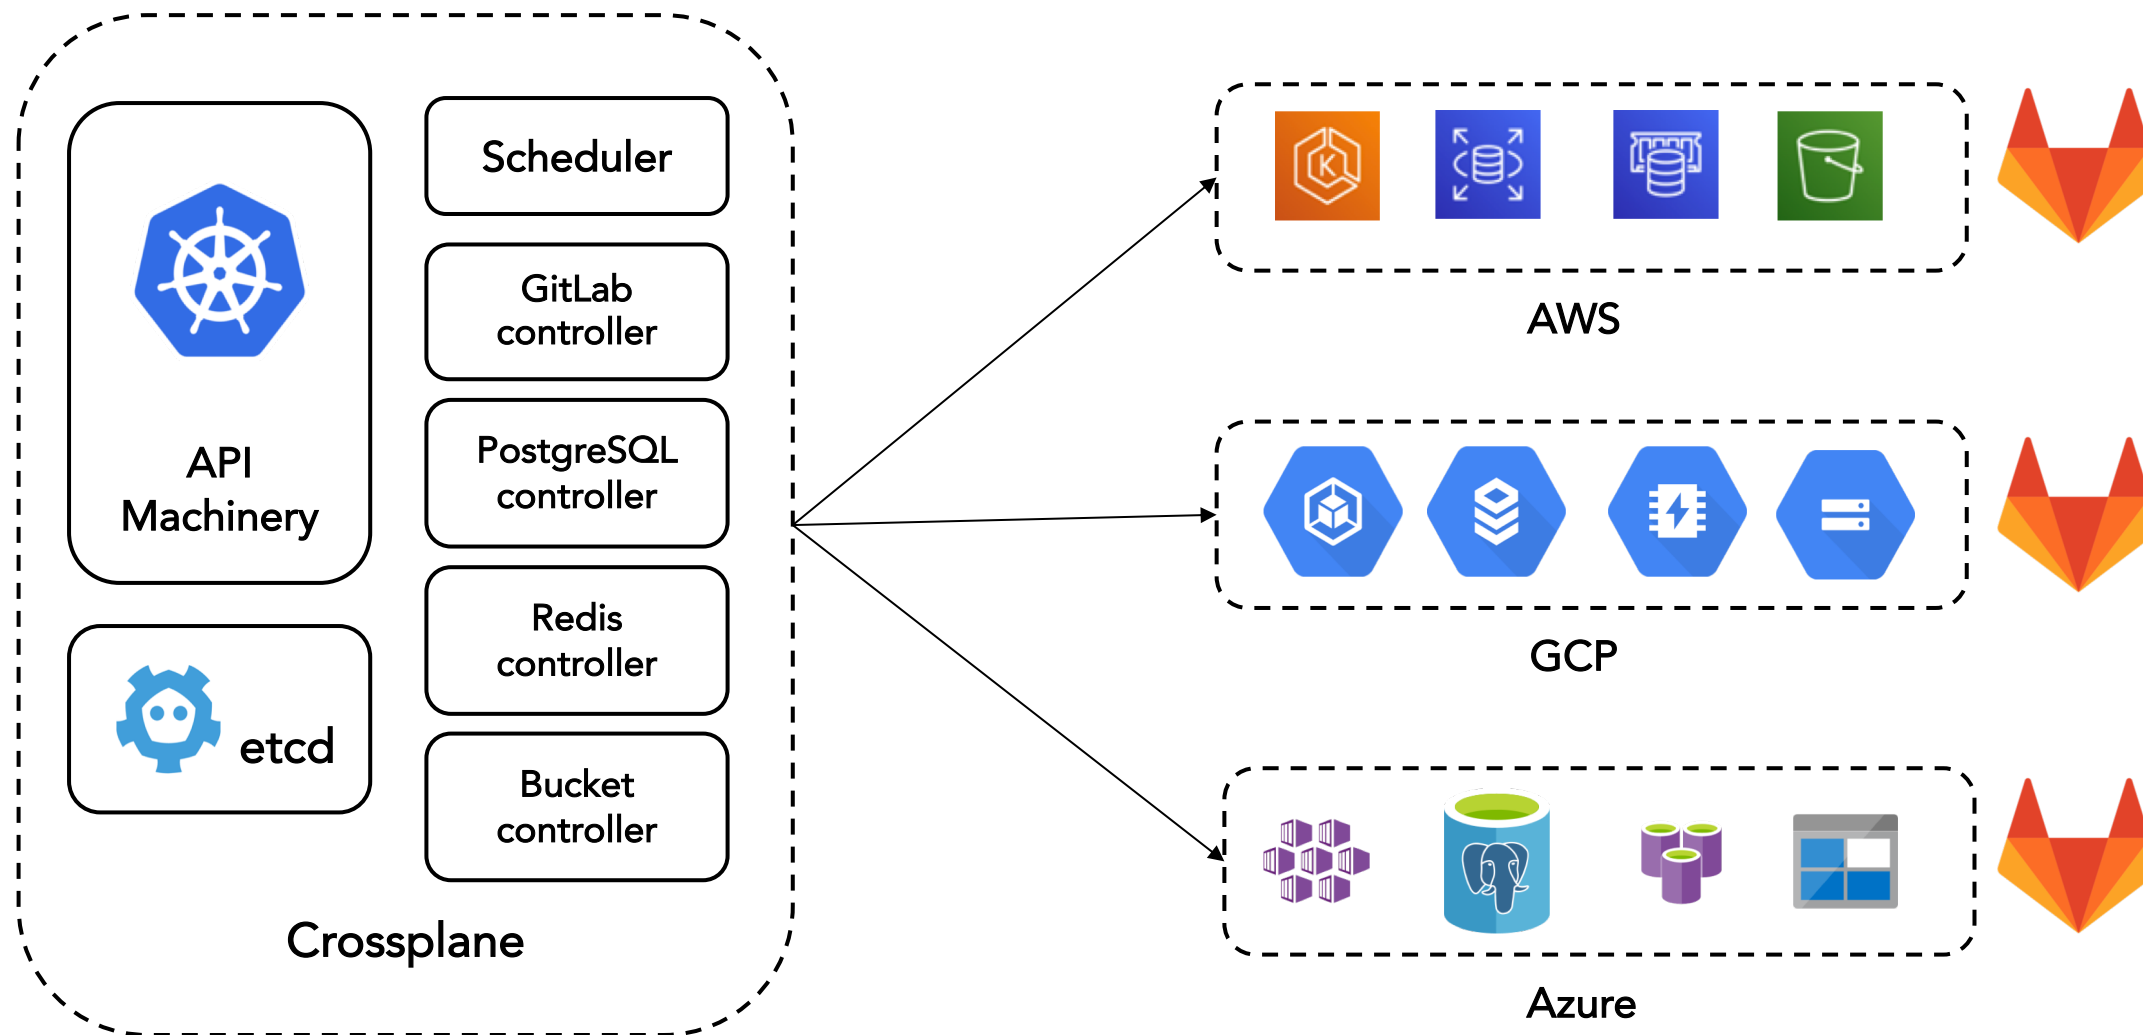 API
Machinery
etcd
Scheduler
GitLab
controller
PostgreSQL
controller
Redis
controller
Bucket
controller
Crossplane
K
AWS
GCP
Azure